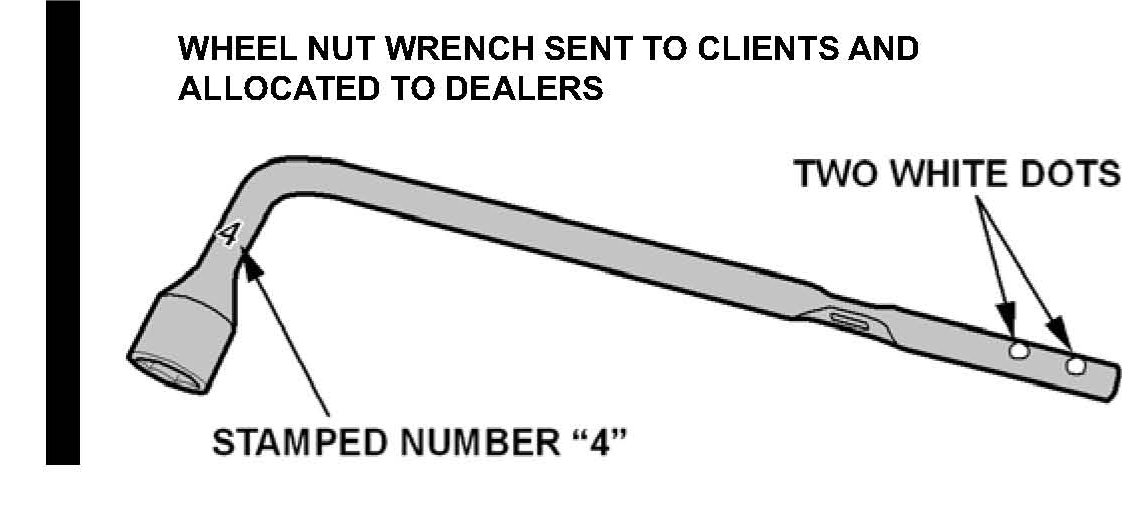 WHEEL NUT WRENCH SENT TO CLIENTS AND
ALLOCATED TO DEALERS
TWO WHITE DOTS
4
STAMPED NUMBER “4”